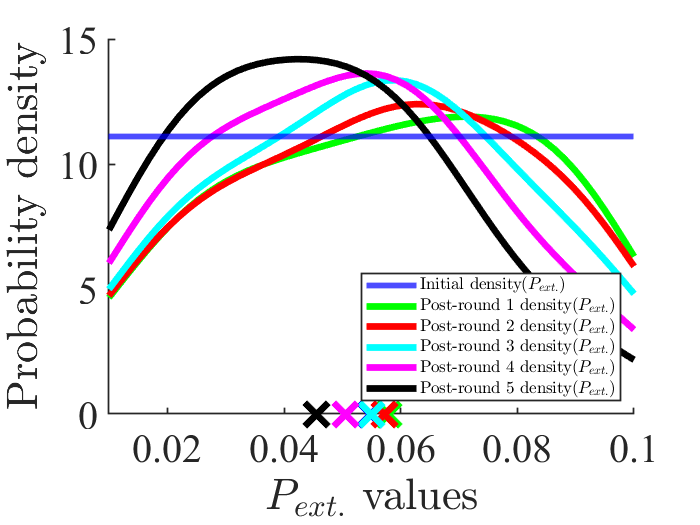 15
10
5
0
Probability density
Initial density(P_ext.)
Post-round 1 density(P_ext.)
Post-round 2 density(P_ext.)
Post-round 3 density(P_ext.)
Post-round 4 density(P_ext.)
Post-round 5 density(P_ext.)
0.02 0.04 0.06 0.08 0.1
P_ext. values